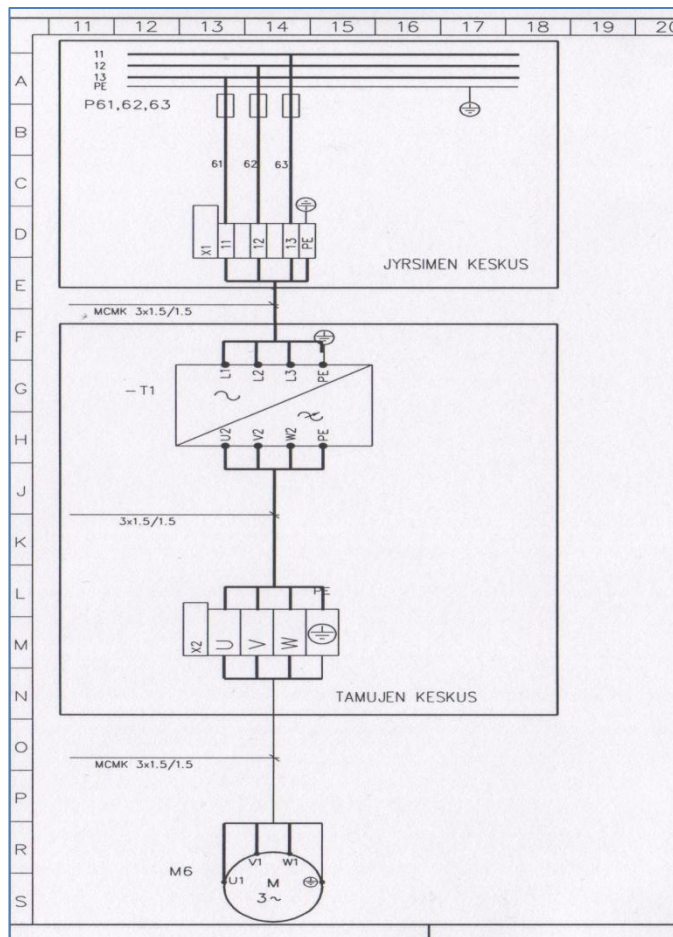 11 12 13 14 15 16 17 18 19 20
A
B
C
D
E
F
G
H
J
K
L
M
N
O
P
R
S
11
12
13
PE
P61,62,63
61 62 63
X1 11 12 13 PE
JYRSIMEN KESKUS
MCMK 3x1.5/1.5
L1 L2 L3 PE
-T1
U2 V2 W2 PE
3x1.5/1.5
PE
X2 U V W
TAMUJEN KESKUS
MCMK 3x1.5/1.5
M6
U1 V1 W1
M
3~